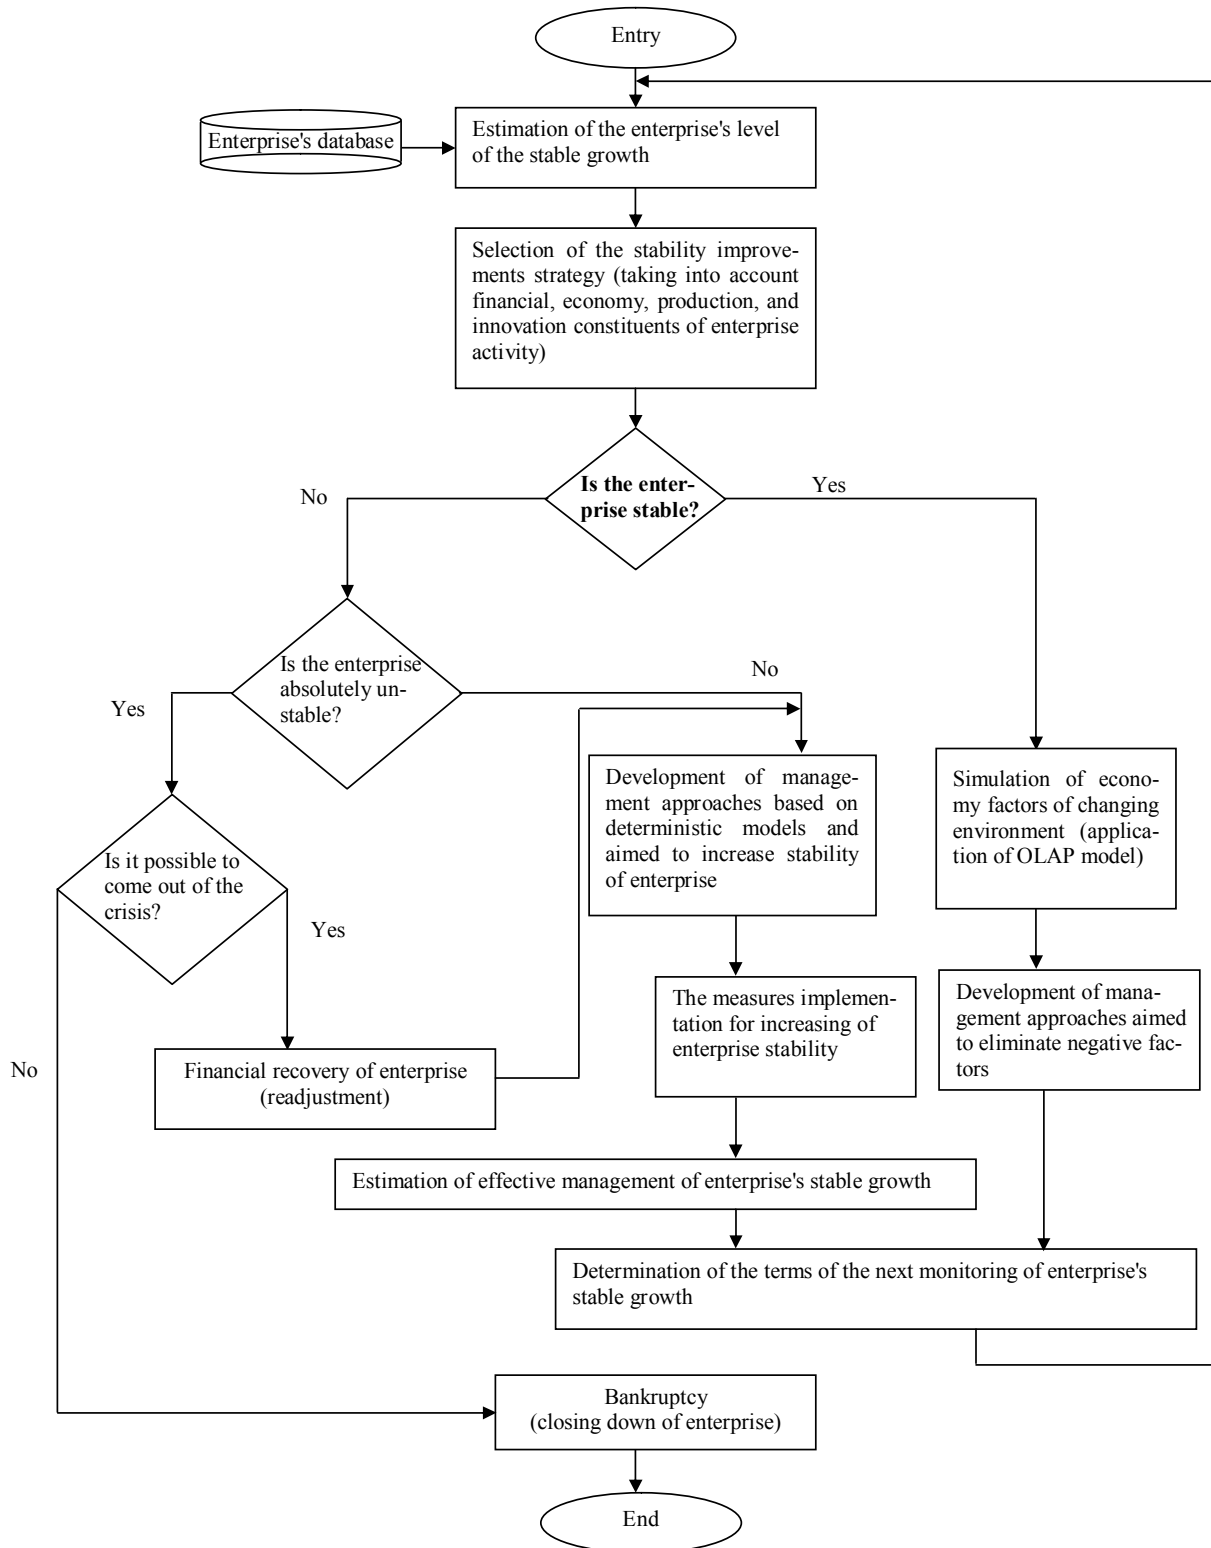 Entry
Enterprise's database
Estimation of the enterprise's level
of the stable growth
Selection of the stability improve-
ments strategy (taking into account
financial, economy, production, and
innovation constituents of enterprise
activity)
Is the enter-
prise stable?
No
Yes
Is the enterprise
absolutely un-
stable?
Yes
No
Development of manage-
ment approaches based on
deterministic models and
aimed to increase stability
of enterprise
Simulation of econo-
my factors of changing
environment (applica-
tion of OLAP model)
Is it possible to
come out of the
crisis?
Yes
No
The measures implemen-
tation for increasing of
enterprise stability
Development of mana-
gement approaches aimed
to eliminate negative fac-
tors
Financial recovery of enterprise
(readjustment)
Estimation of effective management of enterprise's stable growth
Determination of the terms of the next monitoring of enterprise's
stable growth
Bankruptcy
(closing down of enterprise)
End